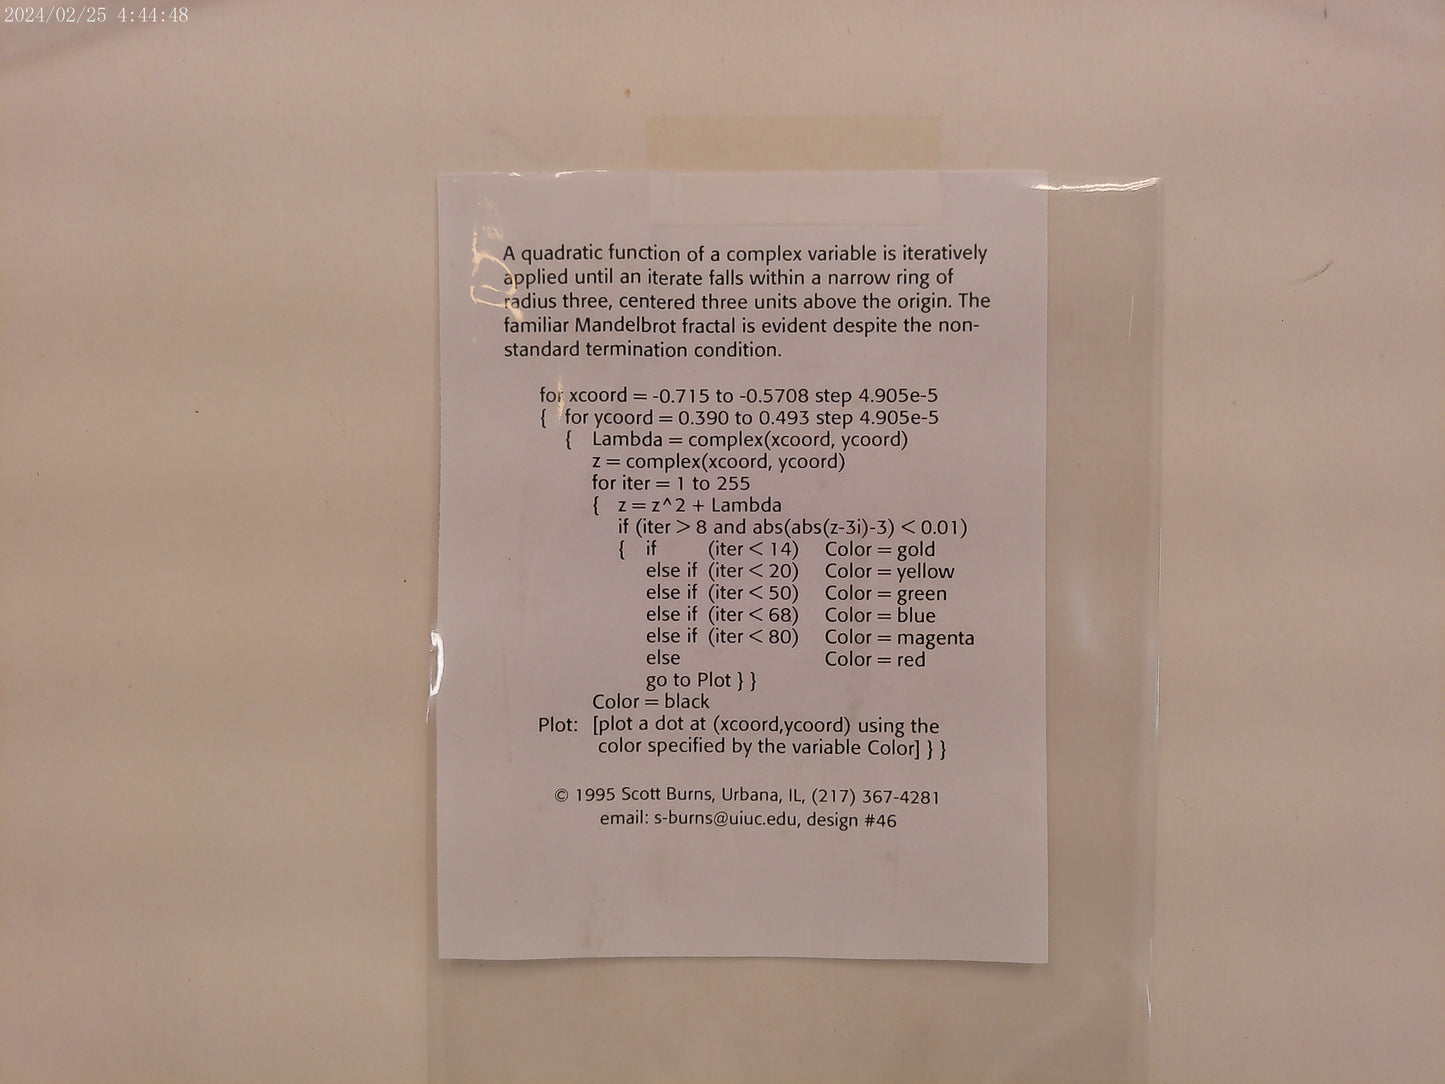 2024/02/25 4:44:48
A quadratic function of a complex variable is iteratively
applied until an iterate falls within a narrow ring of
radius three, centered three units above the origin. The
familiar Mandelbrot fractal is evident despite the non-
standard termination condition.
for xcoord = -0.715 to -0.5708 step 4.905e-5
{ for ycoord = 0.390 to 0.493 step 4.905e-5
{ Lambda = complex(xcoord, ycoord)
z = complex(xcoord, ycoord)
for iter = 1 to 255
{ z = z^2 + Lambda
if (iter > 8 and abs(abs(z-3i)-3) < 0.01)
{ if (iter < 14) Color = gold
else if (iter < 20) Color = yellow
else if (iter < 50) Color = green
else if (iter < 68) Color = blue
else if (iter < 80) Color = magenta
else Color = red
go to Plot } }
Color = black
Plot: [plot a dot at (xcoord,ycoord) using the
color specified by the variable Color] } }
© 1995 Scott Burns, Urbana, IL, (217) 367-4281
email: s-burns@uiuc.edu, design #46